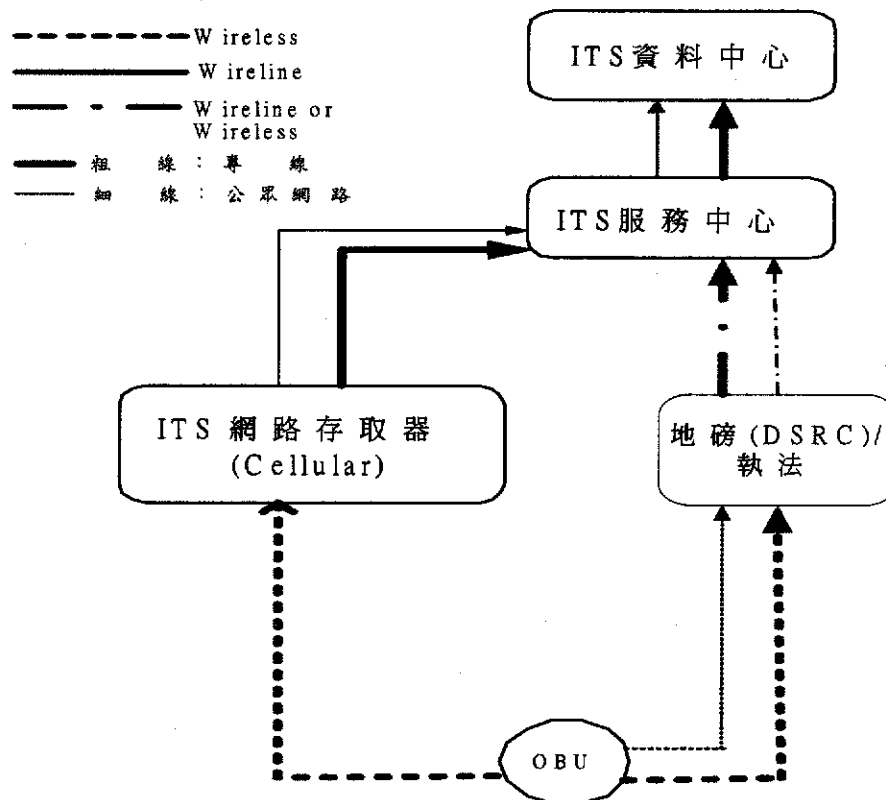 Wireless
Wireline
Wireline or
Wireless
粗線：專線
細線：公眾網路
ITS資料中心
ITS服務中心
ITS 網路存取器
(Cellular)
地磅(DSRC)/
執法
OBU